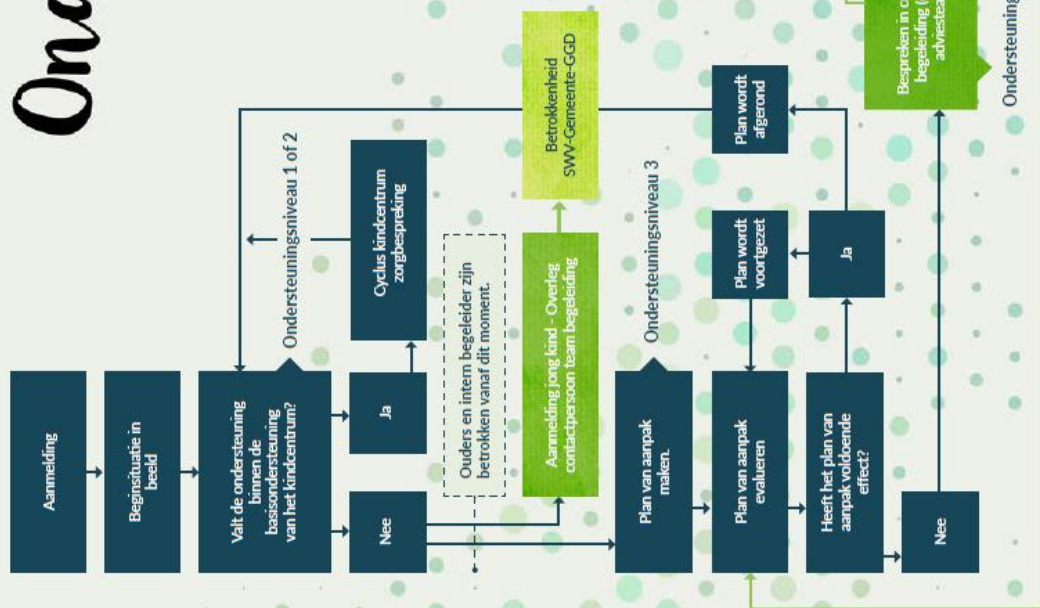 Aanmelding
Beginsituatie in
beeld
Valt de ondersteuning
binnen de
basisondersteuning
van het kindcentrum?
Ondersteuningsniveau 1 of 2
Nee
Ja
Cyclus kindcentrum
zorgbespreking
Ouders en intern begeleider zijn
betrokken vanaf dit moment.
Aanmelding jong kind - Overleg
contactpersoon team begeleiding
Betrokkenheid
SWV-Gemeente-GGD
Plan van aanpak
maken.
Ondersteuningsniveau 3
Plan van aanpak
evalueren
Plan wordt
voortgezet
Plan wordt
afgerond
Heeft het plan van
aanpak voldoende
effect?
Ja
Nee
Bespreken in
begeleiding